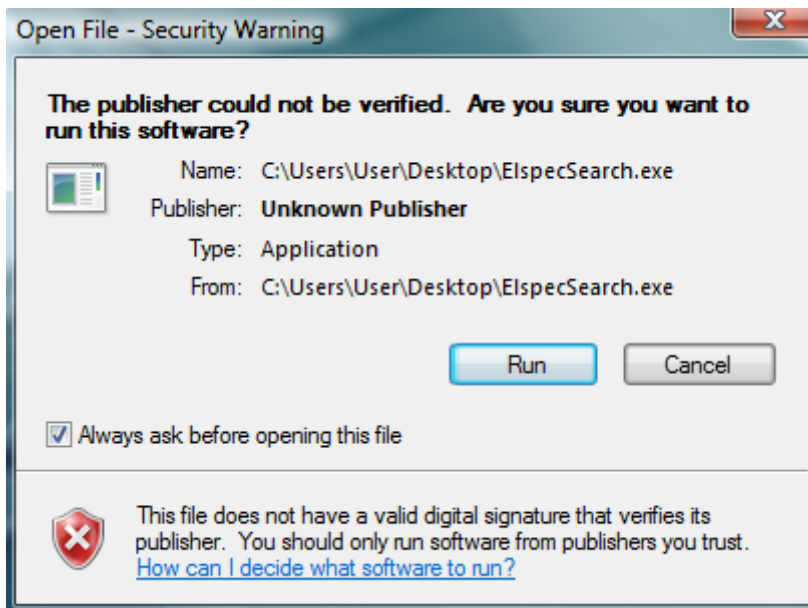 Open File - Security Warning
The publisher could not be verified.  Are you sure you want to
run this software?
Name: C:\Users\User\Desktop\ElspecSearch.exe
Publisher: Unknown Publisher
Type: Application
From: C:\Users\User\Desktop\ElspecSearch.exe
Run Cancel
Always ask before opening this file
This file does not have a valid digital signature that verifies its
publisher.  You should only run software from publishers you trust.
How can I decide what software to run?